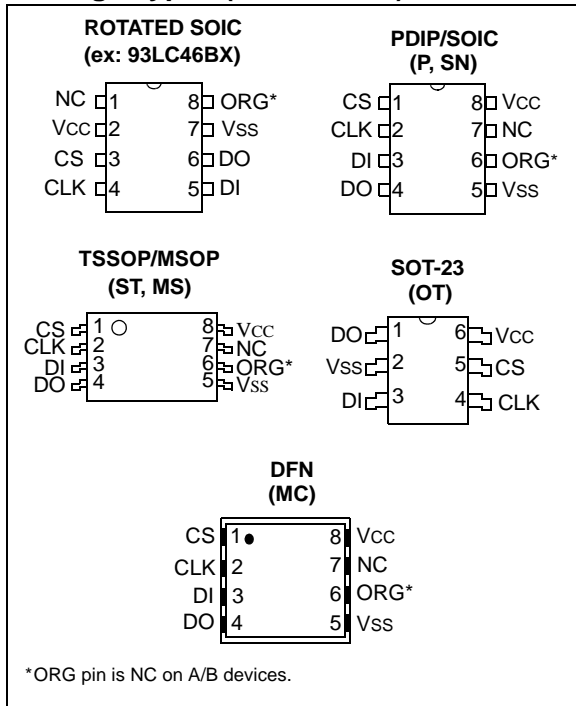 ROTATED SOIC
(ex: 93LC46BX)
NC 1 8 ORG*
VCC 2 7 VSS
CS 3 6 DO
CLK 4 5 DI
PDIP/SOIC
(P, SN)
CS 1 8 VCC
CLK 2 7 NC
DI 3 6 ORG*
DO 4 5 VSS
TSSOP/MSOP
(ST, MS)
CS 1 8 VCC
CLK 2 7 NC
DI 3 6 ORG*
DO 4 5 VSS
SOT-23
(OT)
DO 1 6 VCC
VSS 2 5 CS
DI 3 4 CLK
DFN
(MC)
CS 1 8 VCC
CLK 2 7 NC
DI 3 6 ORG*
DO 4 5 VSS
*ORG pin is NC on A/B devices.